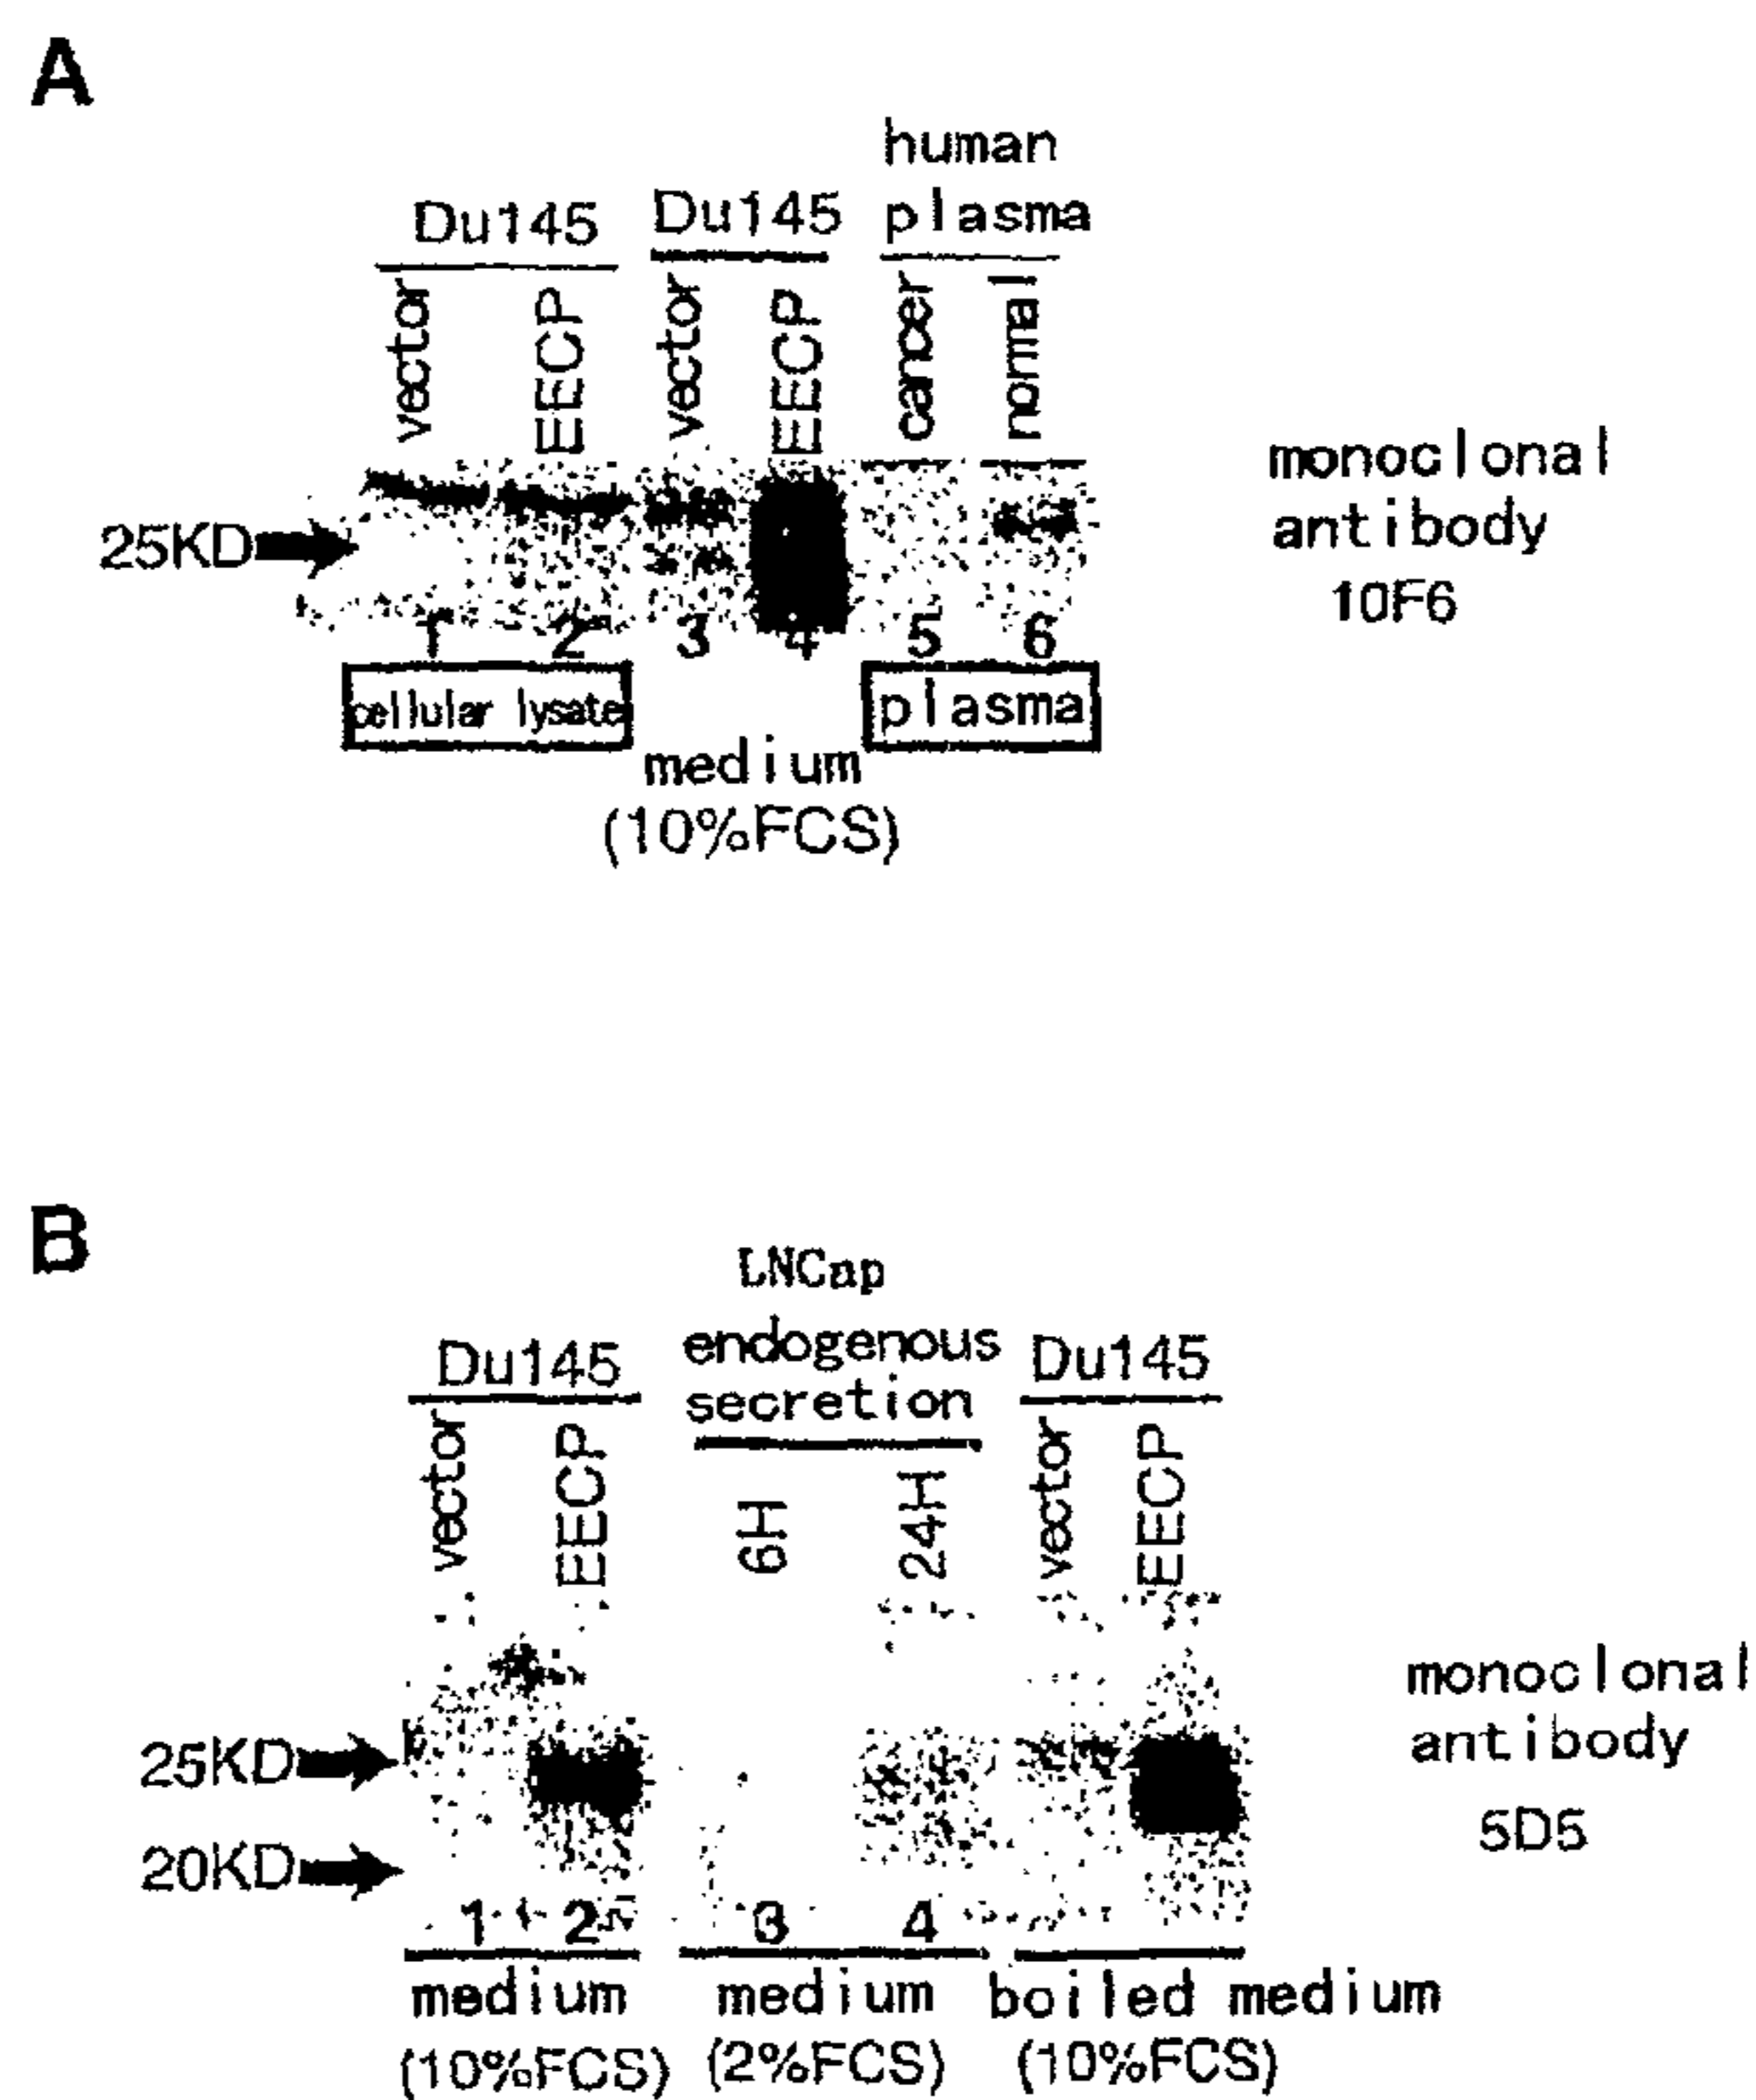 A
human
Du145 Du145 plasma
vector EECP vector EECP cancer normal
monoclonal
25KD antibody
10F6
1 2 3 4 5 6
cellular lysate plasma
medium
(10%FCS)
B
LNCap
Du145 endogenous Du145
secretion
vector EECP 6H 24H vector EECP
monoclonal
25KD antibody
5D5
20KD
1 2 3 4
medium medium boiled medium
(10%FCS) (2%FCS) (10%FCS)